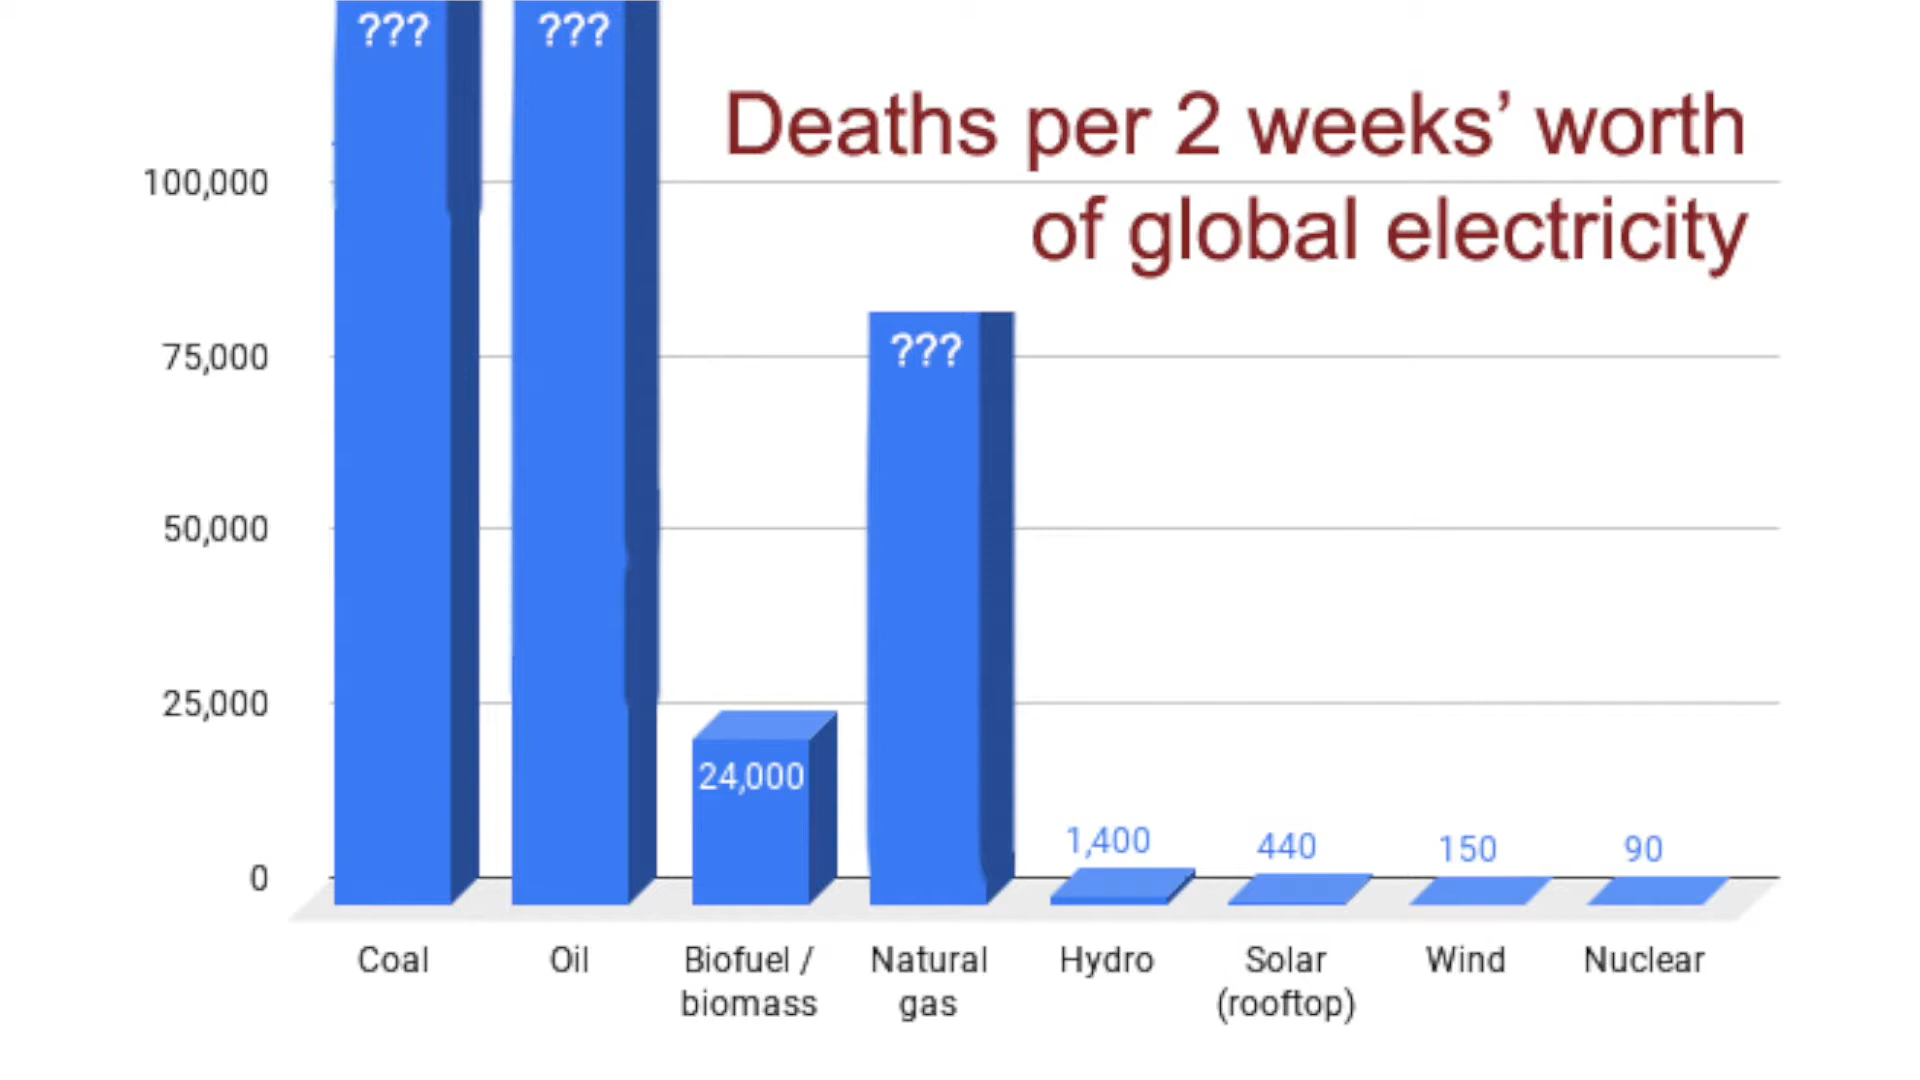 ???
???
Deaths per 2 weeks’ worth
of global electricity
100,000
75,000
???
50,000
25,000
24,000
1,400
440
150
90
0
Coal
Oil
Biofuel /
biomass
Natural
gas
Hydro
Solar
(rooftop)
Wind
Nuclear